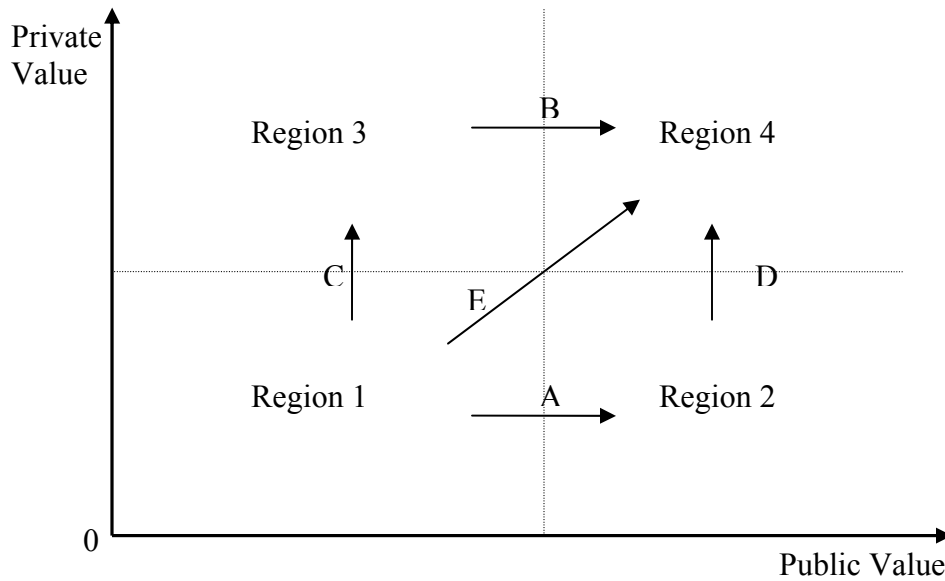 Private
Value
B
Region 3
Region 4
C
D
E
Region 1
A
Region 2
0
Public Value